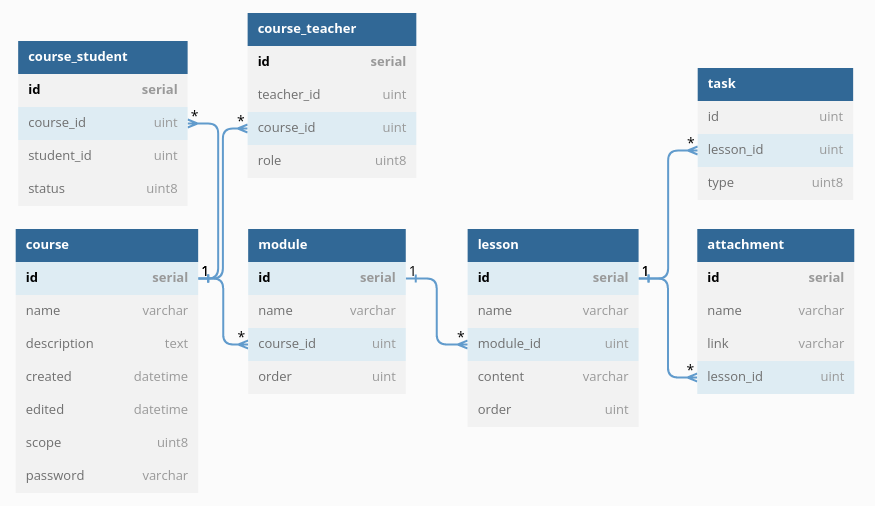 course_student
id serial
course_id uint
student_id uint
status uint8
course_teacher
id serial
teacher_id uint
course_id uint
role uint8
task
id uint
lesson_id uint
type uint8
course
id serial
name varchar
description text
created datetime
edited datetime
scope uint8
password varchar
module
id serial
name varchar
course_id uint
order uint
lesson
id serial
name varchar
module_id uint
content varchar
order uint
attachment
id serial
name varchar
link varchar
lesson_id uint
*
*
*
1
*
1
*
1
*